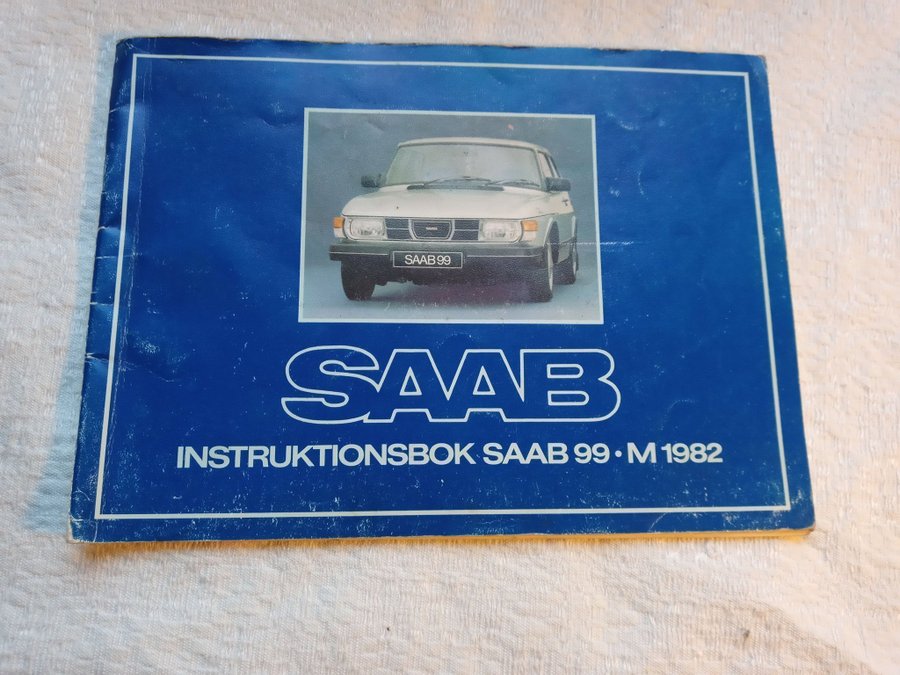 SAAB 99
SAAB
INSTRUKTIONSBOK SAAB 99 • M 1982